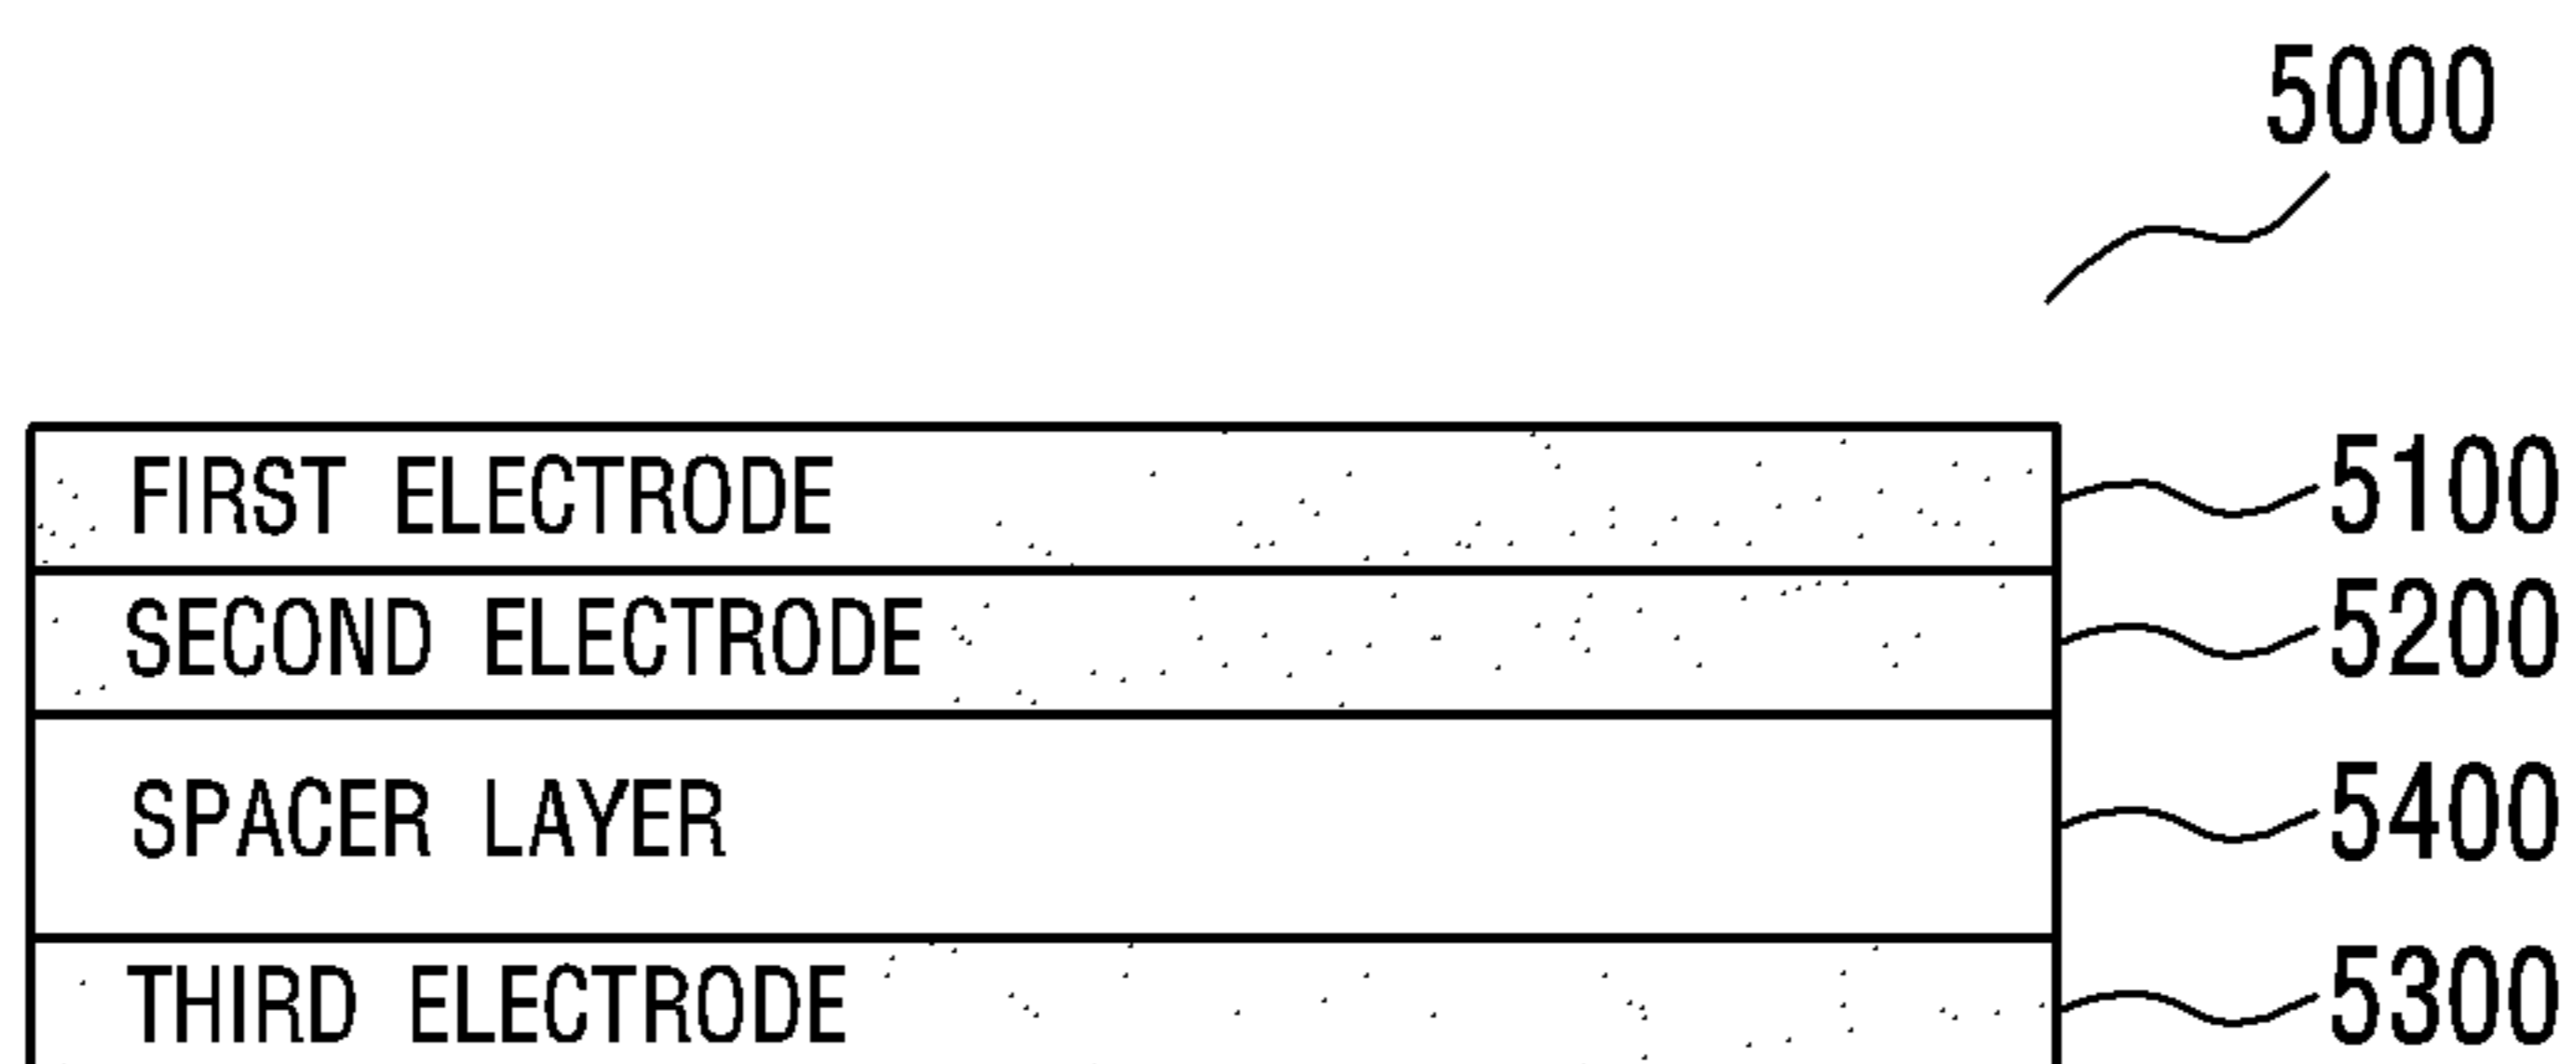 5000
FIRST ELECTRODE 5100
SECOND ELECTRODE 5200
SPACER LAYER 5400
THIRD ELECTRODE 5300